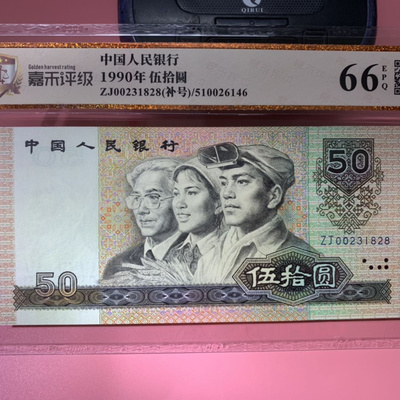 QIRUI
Golden harvest rating
嘉禾评级
中国人民银行
1990年 伍拾圆
ZJ00231828(补号)/510026146
66
EPQ
中国人民银行
50
ZJ00231828
50
伍拾圆